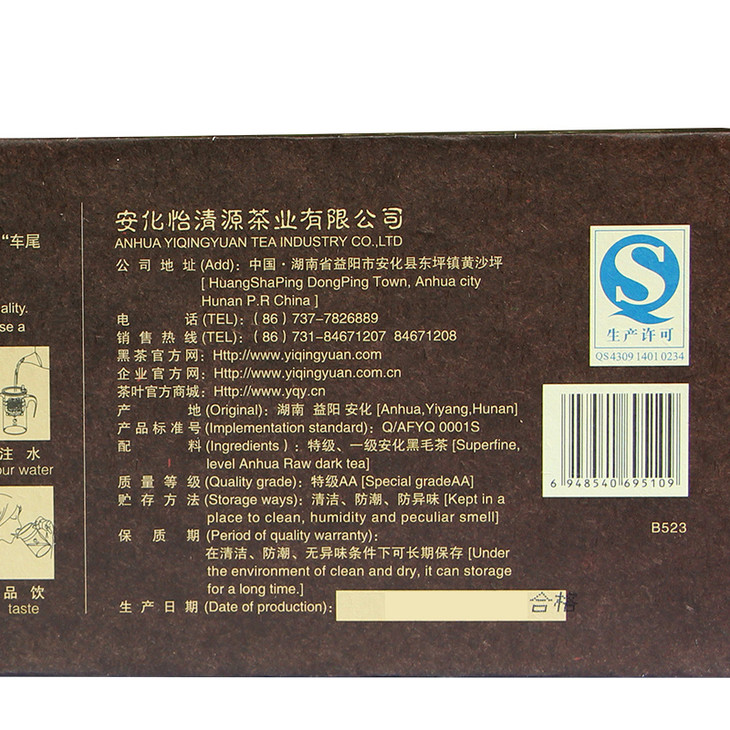 “车尾
ality.
se a
注 水
our water
品 饮
taste
安化怡清源茶业有限公司
ANHUA YIQINGYUAN TEA INDUSTRY CO.,LTD
公 司 地 址 (Add): 中国·湖南省益阳市安化县东坪镇黄沙坪
[ HuangShaPing DongPing Town, Anhua city
Hunan P.R China ]
电 话 (TEL): ( 86 ) 737-7826889
销 售 热 线 (TEL): ( 86 ) 731-84671207 84671208
黑茶官方网: Http://www.yiqingyuan.com
企业官方网: Http://www.yiqingyuan.com.cn
茶叶官方商城: Http://www.yqy.cn
产 地 (Original): 湖南 益阳 安化 [Anhua,Yiyang,Hunan]
产品标准号 (Implementation standard): Q/AFYQ 0001S
配 料 (Ingredients ) : 特级、一级安化黑毛茶 [Superfine,
level Anhua Raw dark tea]
质 量 等 级 (Quality grade): 特级AA [Special gradeAA]
贮 存 方 法 (Storage ways): 清洁、防潮、防异味 [Kept in a
place to clean, humidity and peculiar smell]
保 质 期 (Period of quality warranty):
在清洁、防潮、无异味条件下可长期保存 [Under
the environment of clean and dry, it can storage
for a long time.]
生 产 日 期 (Date of production):
合格
生产许可
QS4309 1401 0234
6 948540 695109
B523